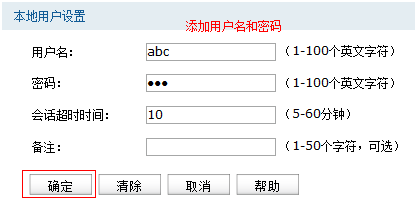 本地用户设置
添加用户名和密码
用户名： abc （1-100个英文字符）
密码： ●●● （1-100个英文字符）
会话超时时间： 10 （5-60分钟）
备注： （1-50个字符，可选）
确定 清除 取消 帮助